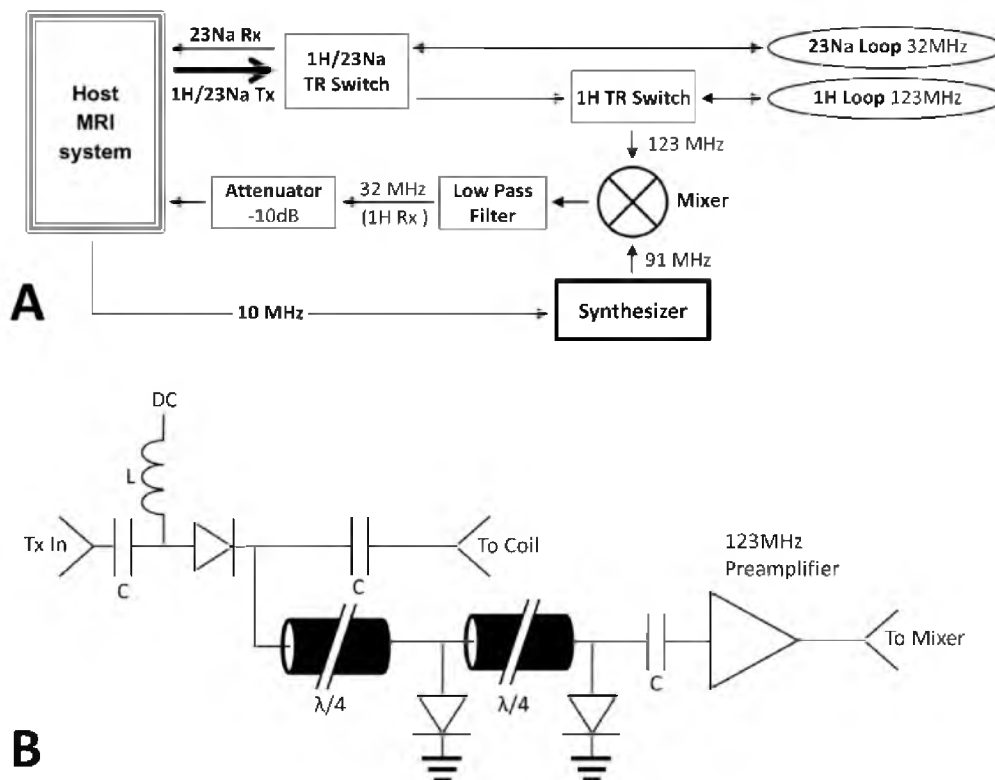 23Na Rx
1H/23Na Tx
Host
MRI
system
1H/23Na
TR Switch
23Na Loop 32MHz
1H TR Switch
1H Loop 123MHz
123 MHz
Attenuator
-10dB
32 MHz
(1H Rx )
Low Pass
Filter
Mixer
91 MHz
10 MHz
Synthesizer
A
DC
L
Tx In
C
C
To Coil
123MHz
Preamplifier
To Mixer
λ/4
λ/4
C
B